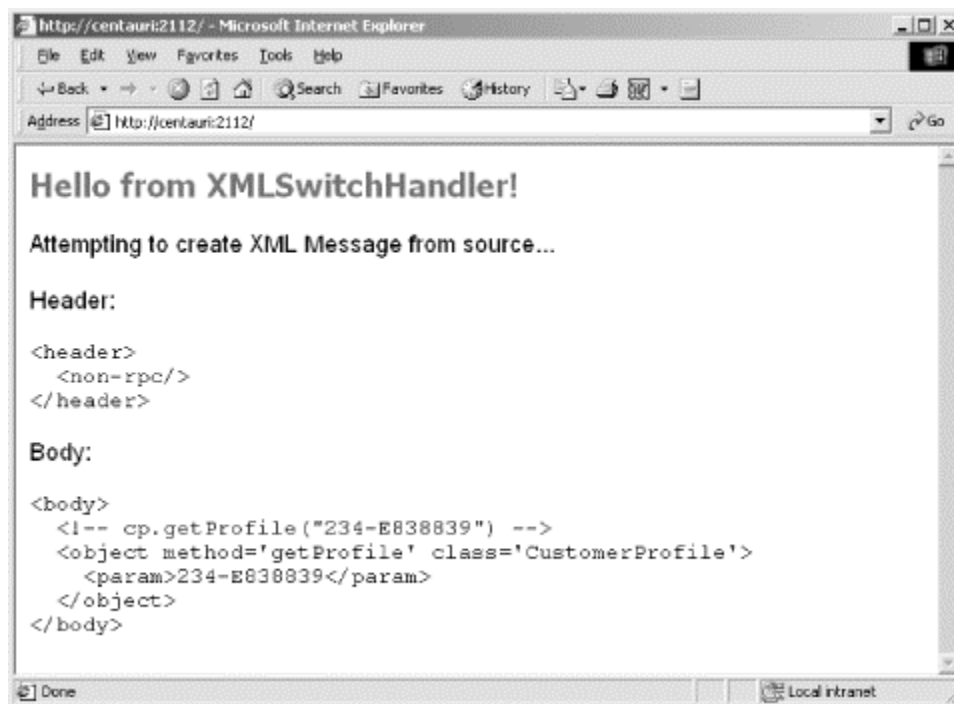 http://centauri:2112/ - Microsoft Internet Explorer
File Edit View Favorites Tools Help
Back Search Favorites History
Address http://centauri:2112/ Go
Hello from XMLSwitchHandler!
Attempting to create XML Message from source...
Header:
<header>
  <non-rpc/>
</header>
Body:
<body>
  <!-- cp.getProfile("234-E838839") -->
  <object method='getProfile' class='CustomerProfile'>
    <param>234-E838839</param>
  </object>
</body>
Done Local intranet